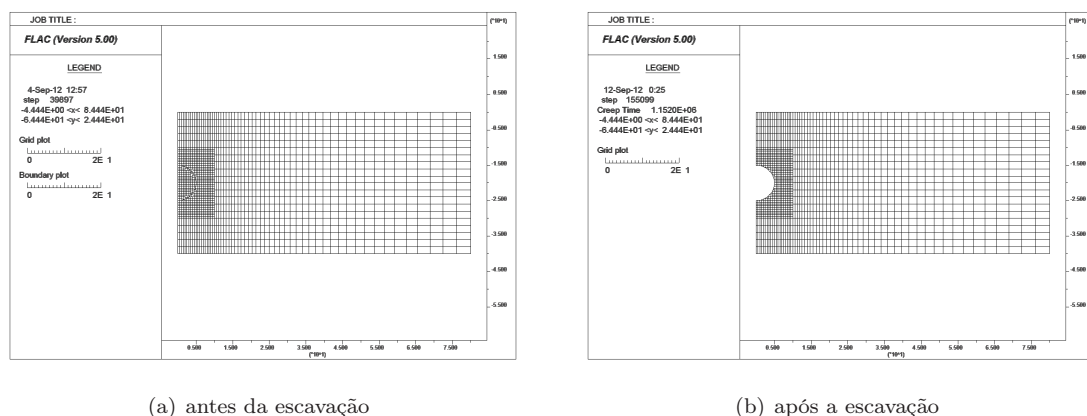 JOB TITLE :
(*10^1)
FLAC (Version 5.00)
LEGEND
4-Sep-12 12:57
step 39897
-4.444E+00 <x< 8.444E+01
-6.444E+01 <y< 2.444E+01
Grid plot
0 2E 1
Boundary plot
0 2E 1
1.500
0.500
-0.500
-1.500
-2.500
-3.500
-4.500
-5.500
0.500 1.500 2.500 3.500 4.500 5.500 6.500 7.500
(*10^1)
(a) antes da escavação
JOB TITLE :
(*10^1)
FLAC (Version 5.00)
LEGEND
12-Sep-12 0:25
step 155099
Creep Time 1.1520E+06
-4.444E+00 <x< 8.444E+01
-6.444E+01 <y< 2.444E+01
Grid plot
0 2E 1
1.500
0.500
-0.500
-1.500
-2.500
-3.500
-4.500
-5.500
0.500 1.500 2.500 3.500 4.500 5.500 6.500 7.500
(*10^1)
(b) após a escavação